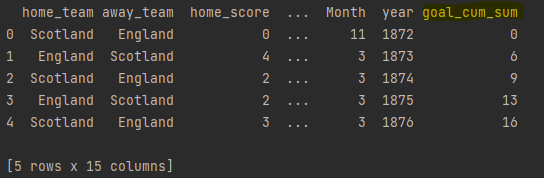 home_team away_team home_score ... Month year goal_cum_sum
0 Scotland England 0 ... 11 1872 0
1 England Scotland 4 ... 3 1873 6
2 Scotland England 2 ... 3 1874 9
3 England Scotland 2 ... 3 1875 13
4 Scotland England 3 ... 3 1876 16
[5 rows x 15 columns]